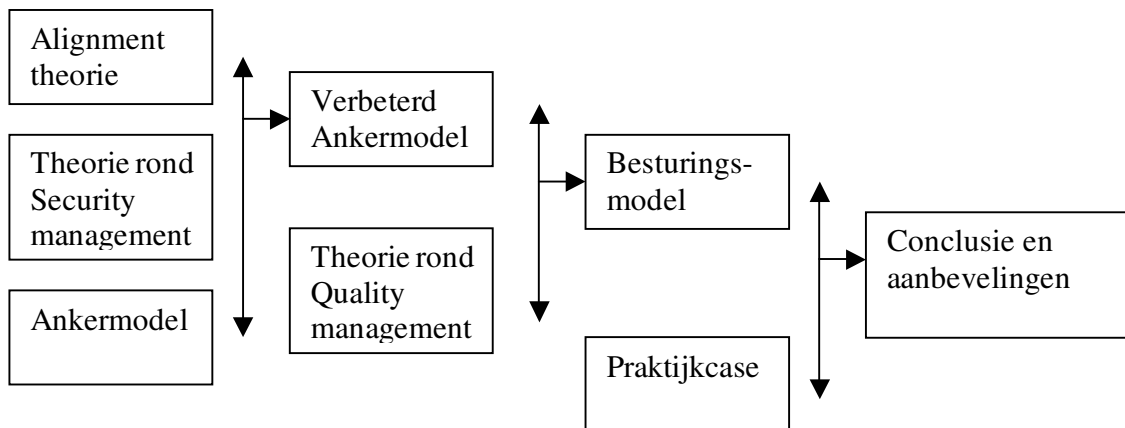 Alignment
theorie
Theorie rond
Security
management
Ankermodel
Verbeterd
Ankermodel
Theorie rond
Quality
management
Besturings-
model
Praktijkcase
Conclusie en
aanbevelingen